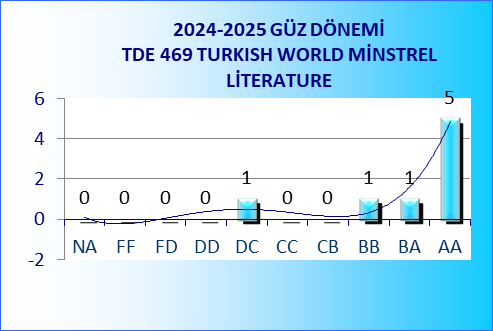 2024-2025 GÜZ DÖNEMİ
TDE 469 TURKISH WORLD MİNSTREL
LİTERATURE
6
4
2
0
-2
0 0 0 0 1 0 0 1 1 5
NA FF FD DD DC CC CB BB BA AA